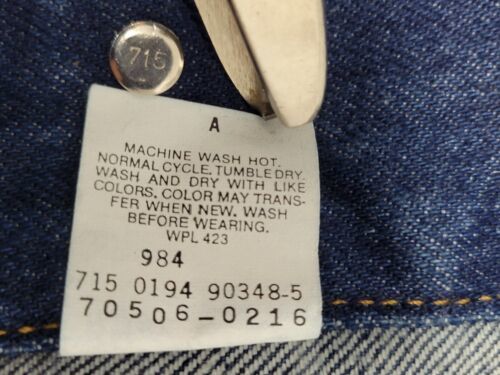 715
A
MACHINE WASH HOT.
NORMAL CYCLE. TUMBLE DRY.
WASH AND DRY WITH LIKE
COLORS. COLOR MAY TRANS-
FER WHEN NEW. WASH
BEFORE WEARING.
WPL 423
984
715 0194 90348-5
70506-0216